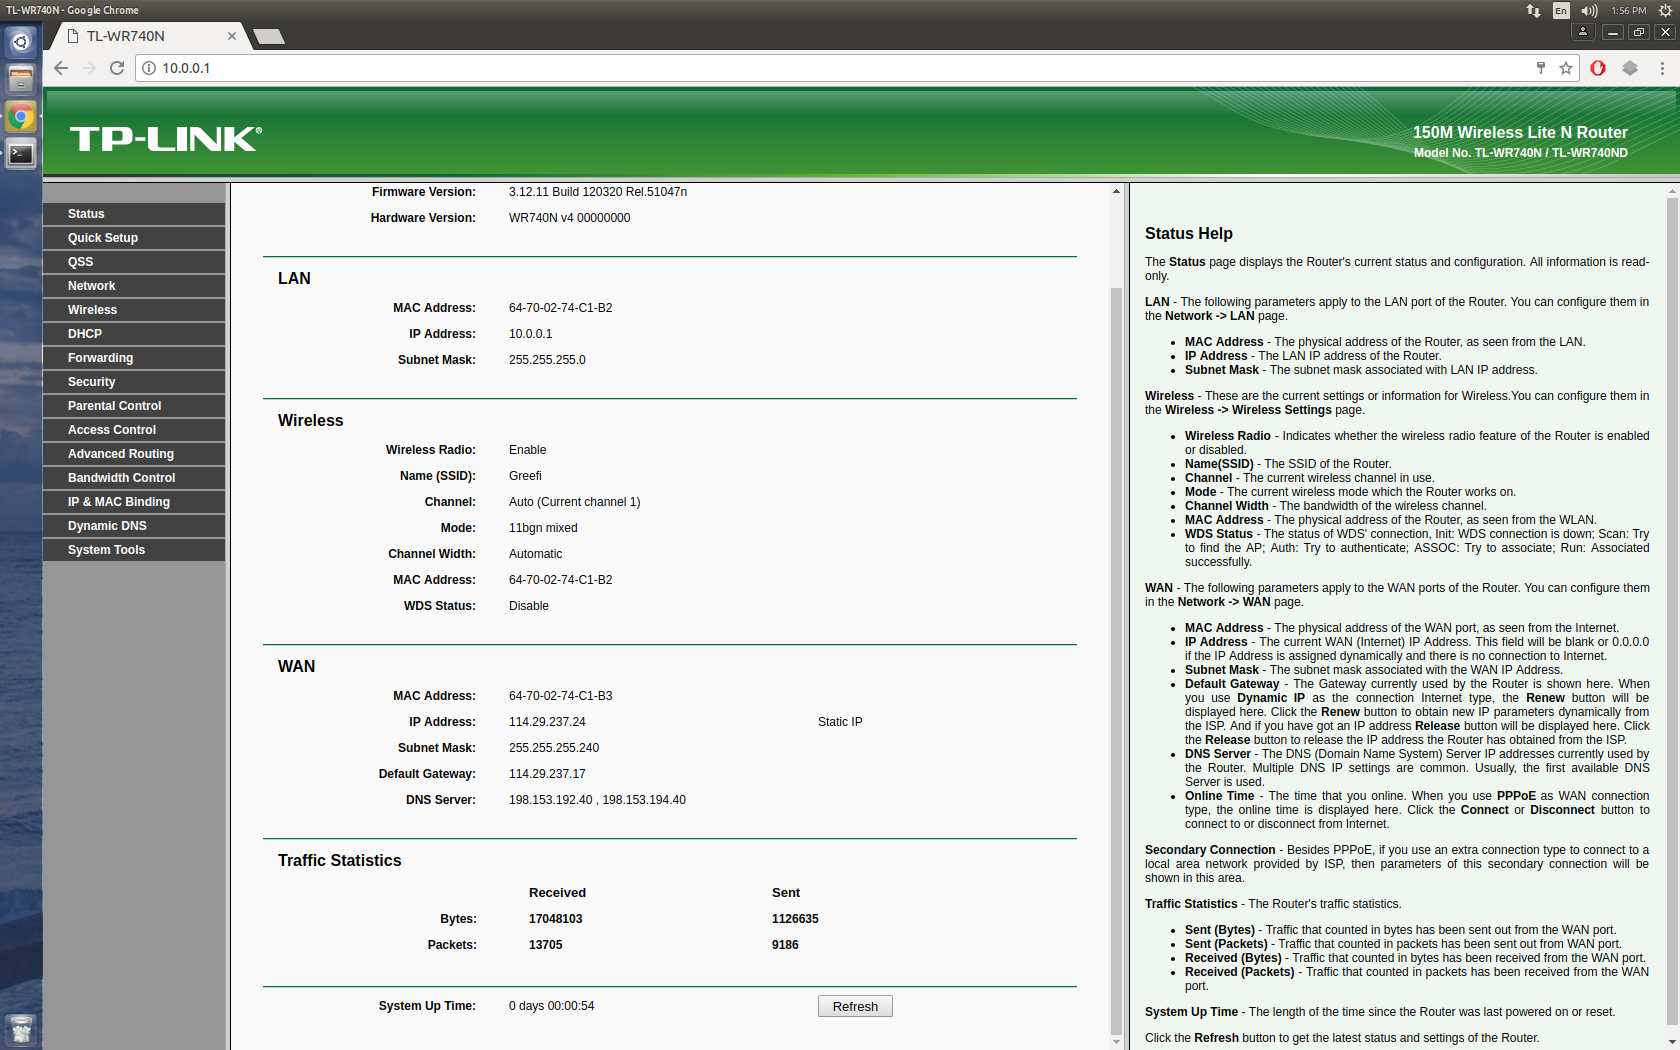 TL-WR740N - Google Chrome
En
1:56 PM
TL-WR740N
10.0.0.1
TP-LINK®
150M Wireless Lite N Router
Model No. TL-WR740N / TL-WR740ND
Status
Quick Setup
QSS
Network
Wireless
DHCP
Forwarding
Security
Parental Control
Access Control
Advanced Routing
Bandwidth Control
IP & MAC Binding
Dynamic DNS
System Tools
Firmware Version: 3.12.11 Build 120320 Rel.51047n
Hardware Version: WR740N v4 00000000
LAN
MAC Address: 64-70-02-74-C1-B2
IP Address: 10.0.0.1
Subnet Mask: 255.255.255.0
Wireless
Wireless Radio: Enable
Name (SSID): Greefi
Channel: Auto (Current channel 1)
Mode: 11bgn mixed
Channel Width: Automatic
MAC Address: 64-70-02-74-C1-B2
WDS Status: Disable
WAN
MAC Address: 64-70-02-74-C1-B3
IP Address: 114.29.237.24 Static IP
Subnet Mask: 255.255.255.240
Default Gateway: 114.29.237.17
DNS Server: 198.153.192.40 , 198.153.194.40
Traffic Statistics
Received Sent
Bytes: 17048103 1126635
Packets: 13705 9186
System Up Time: 0 days 00:00:54 Refresh
Status Help
The Status page displays the Router's current status and configuration. All information is read-
only.
LAN - The following parameters apply to the LAN port of the Router. You can configure them in
the Network -> LAN page.
• MAC Address - The physical address of the Router, as seen from the LAN.
• IP Address - The LAN IP address of the Router.
• Subnet Mask - The subnet mask associated with LAN IP address.
Wireless - These are the current settings or information for Wireless.You can configure them in
the Wireless -> Wireless Settings page.
• Wireless Radio - Indicates whether the wireless radio feature of the Router is enabled
or disabled.
• Name(SSID) - The SSID of the Router.
• Channel - The current wireless channel in use.
• Mode - The current wireless mode which the Router works on.
• Channel Width - The bandwidth of the wireless channel.
• MAC Address - The physical address of the Router, as seen from the WLAN.
• WDS Status - The status of WDS' connection, Init: WDS connection is down; Scan: Try
to find the AP; Auth: Try to authenticate; ASSOC: Try to associate; Run: Associated
successfully.
WAN - The following parameters apply to the WAN ports of the Router. You can configure them
in the Network -> WAN page.
• MAC Address - The physical address of the WAN port, as seen from the Internet.
• IP Address - The current WAN (Internet) IP Address. This field will be blank or 0.0.0.0
if the IP Address is assigned dynamically and there is no connection to Internet.
• Subnet Mask - The subnet mask associated with the WAN IP Address.
• Default Gateway - The Gateway currently used by the Router is shown here. When
you use Dynamic IP as the connection Internet type, the Renew button will be
displayed here. Click the Renew button to obtain new IP parameters dynamically from
the ISP. And if you have got an IP address Release button will be displayed here. Click
the Release button to release the IP address the Router has obtained from the ISP.
• DNS Server - The DNS (Domain Name System) Server IP addresses currently used by
the Router. Multiple DNS IP settings are common. Usually, the first available DNS
Server is used.
• Online Time - The time that you online. When you use PPPoE as WAN connection
type, the online time is displayed here. Click the Connect or Disconnect button to
connect to or disconnect from Internet.
Secondary Connection - Besides PPPoE, if you use an extra connection type to connect to a
local area network provided by ISP, then parameters of this secondary connection will be
shown in this area.
Traffic Statistics - The Router's traffic statistics.
• Sent (Bytes) - Traffic that counted in bytes has been sent out from the WAN port.
• Sent (Packets) - Traffic that counted in packets has been sent out from WAN port.
• Received (Bytes) - Traffic that counted in bytes has been received from the WAN port.
• Received (Packets) - Traffic that counted in packets has been received from the WAN
port.
System Up Time - The length of the time since the Router was last powered on or reset.
Click the Refresh button to get the latest status and settings of the Router.